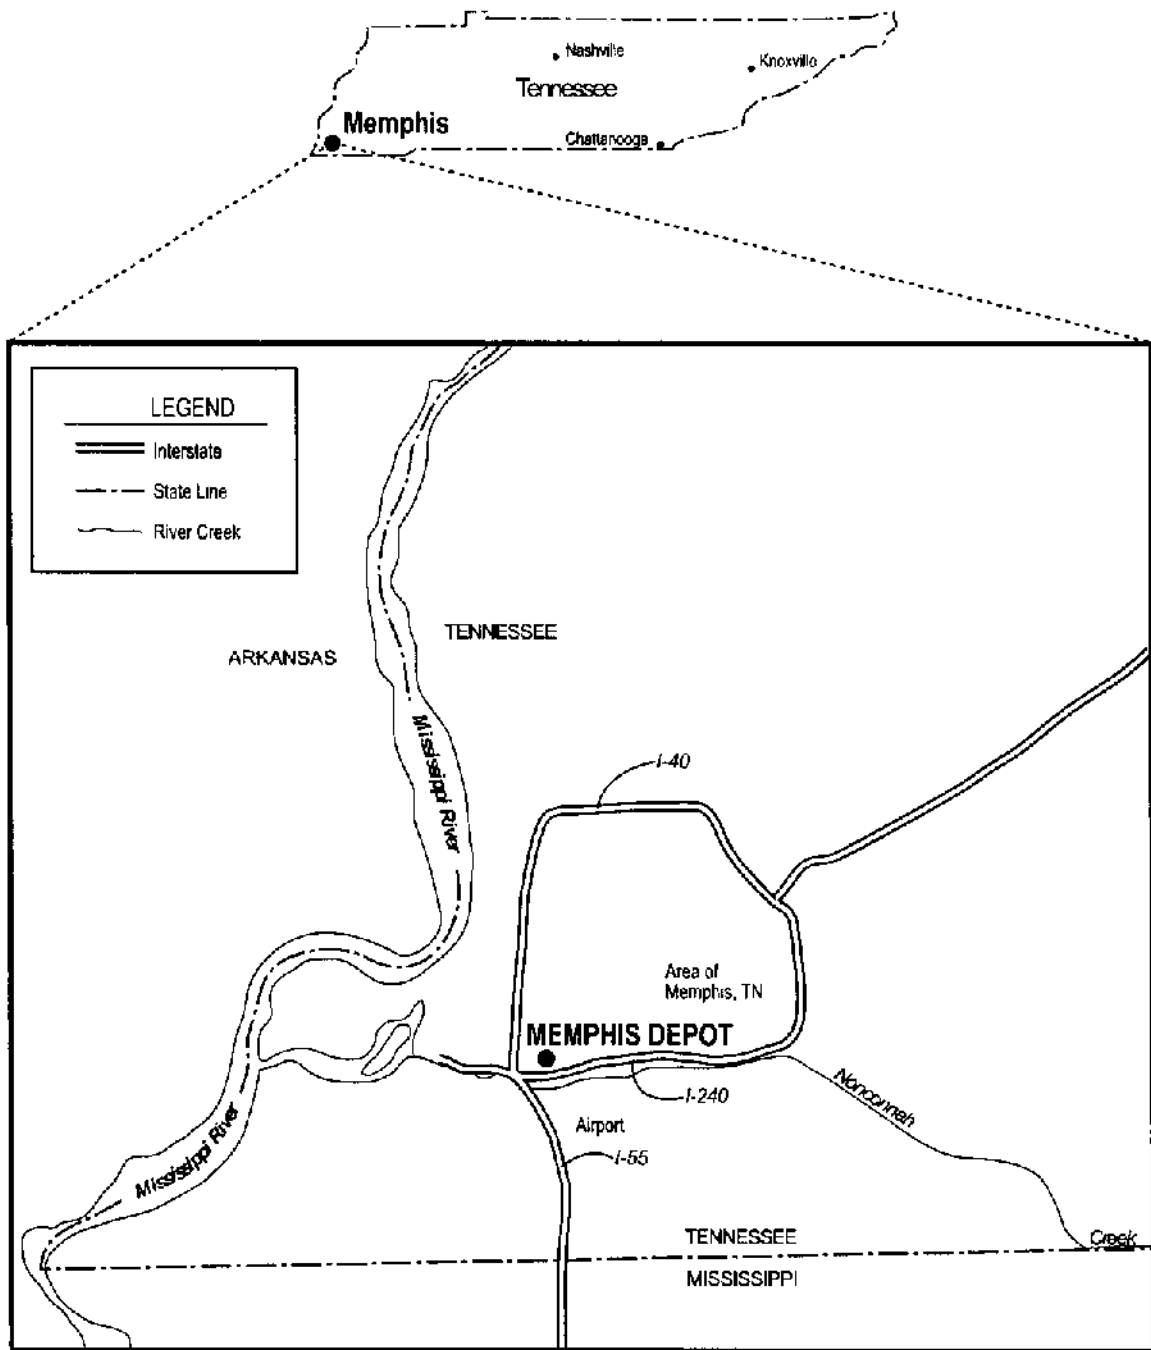 Nashville
Knoxville
Tennessee
Memphis
Chattanooga
LEGEND
Interstate
State Line
River Creek
TENNESSEE
ARKANSAS
Mississippi River
I-40
Area of
Memphis, TN
MEMPHIS DEPOT
I-240
Nonconnah
Airport
I-55
Mississippi River
TENNESSEE
Creek
MISSISSIPPI